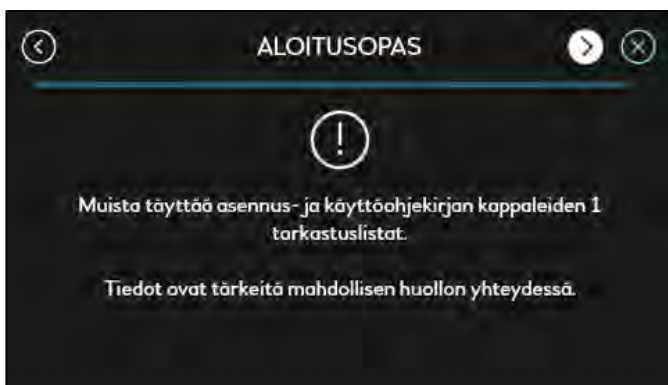 ALOITUSOPAS
Muista täyttää asennus- ja käyttöohjekirjan kappaleiden 1
tarkastuslistat.
Tiedot ovat tärkeitä mahdollisen huollon yhteydessä.